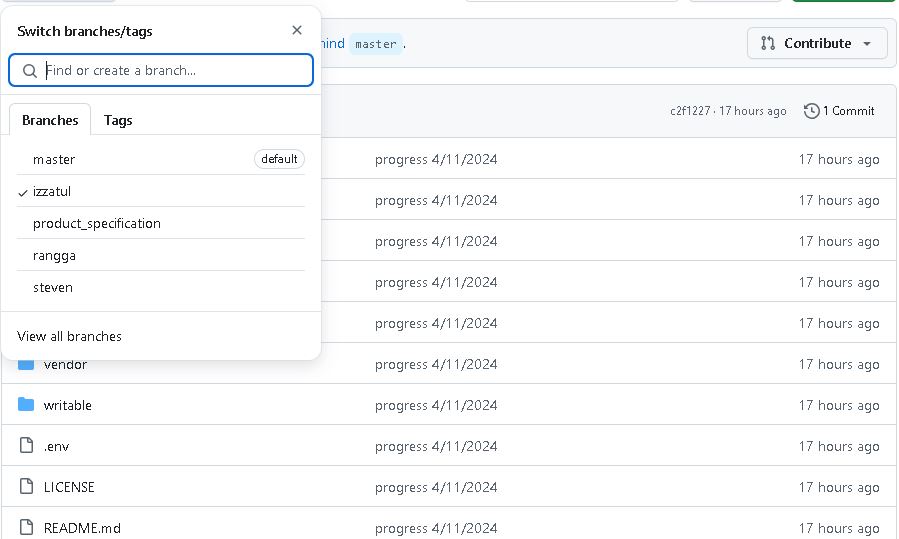 Switch branches/tags
master .
Contribute
Find or create a branch...
Branches
Tags
c2f1227 · 17 hours ago
1 Commit
master
default
progress 4/11/2024
17 hours ago
izzatul
progress 4/11/2024
17 hours ago
product_specification
progress 4/11/2024
17 hours ago
rangga
progress 4/11/2024
17 hours ago
steven
progress 4/11/2024
17 hours ago
View all branches
vendor
progress 4/11/2024
17 hours ago
writable
progress 4/11/2024
17 hours ago
.env
progress 4/11/2024
17 hours ago
LICENSE
progress 4/11/2024
17 hours ago
README.md
progress 4/11/2024
17 hours ago